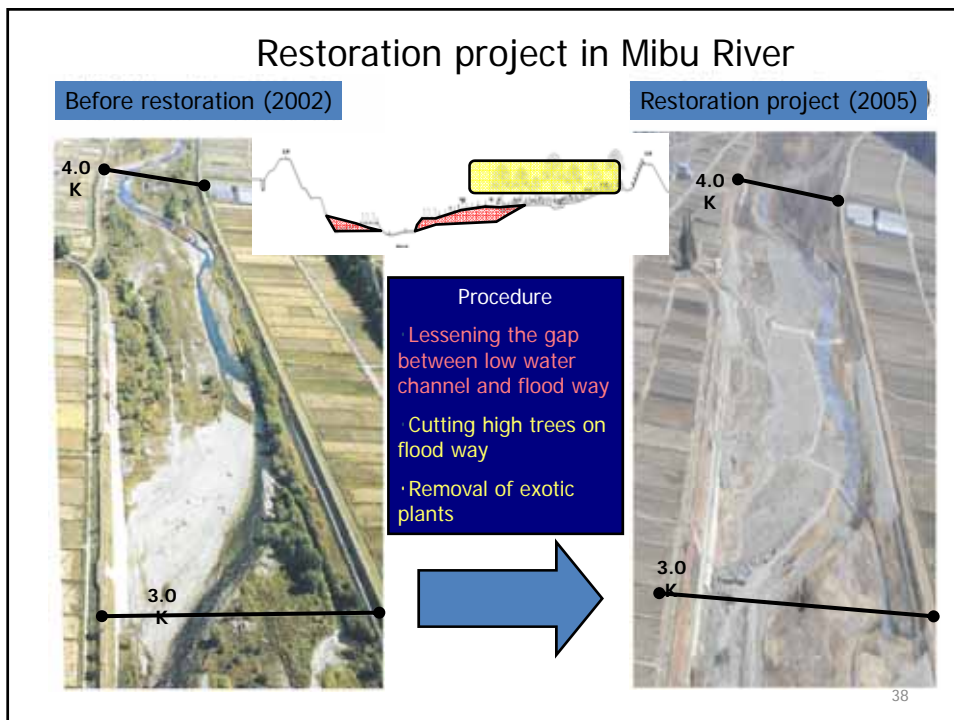 Restoration project in Mibu River
Before restoration (2002)
Restoration project (2005)
4.0
K
4.0
K
Procedure
·Lessening the gap
between low water
channel and flood way
·Cutting high trees on
flood way
·Removal of exotic
plants
3.0
K
3.0
K
38